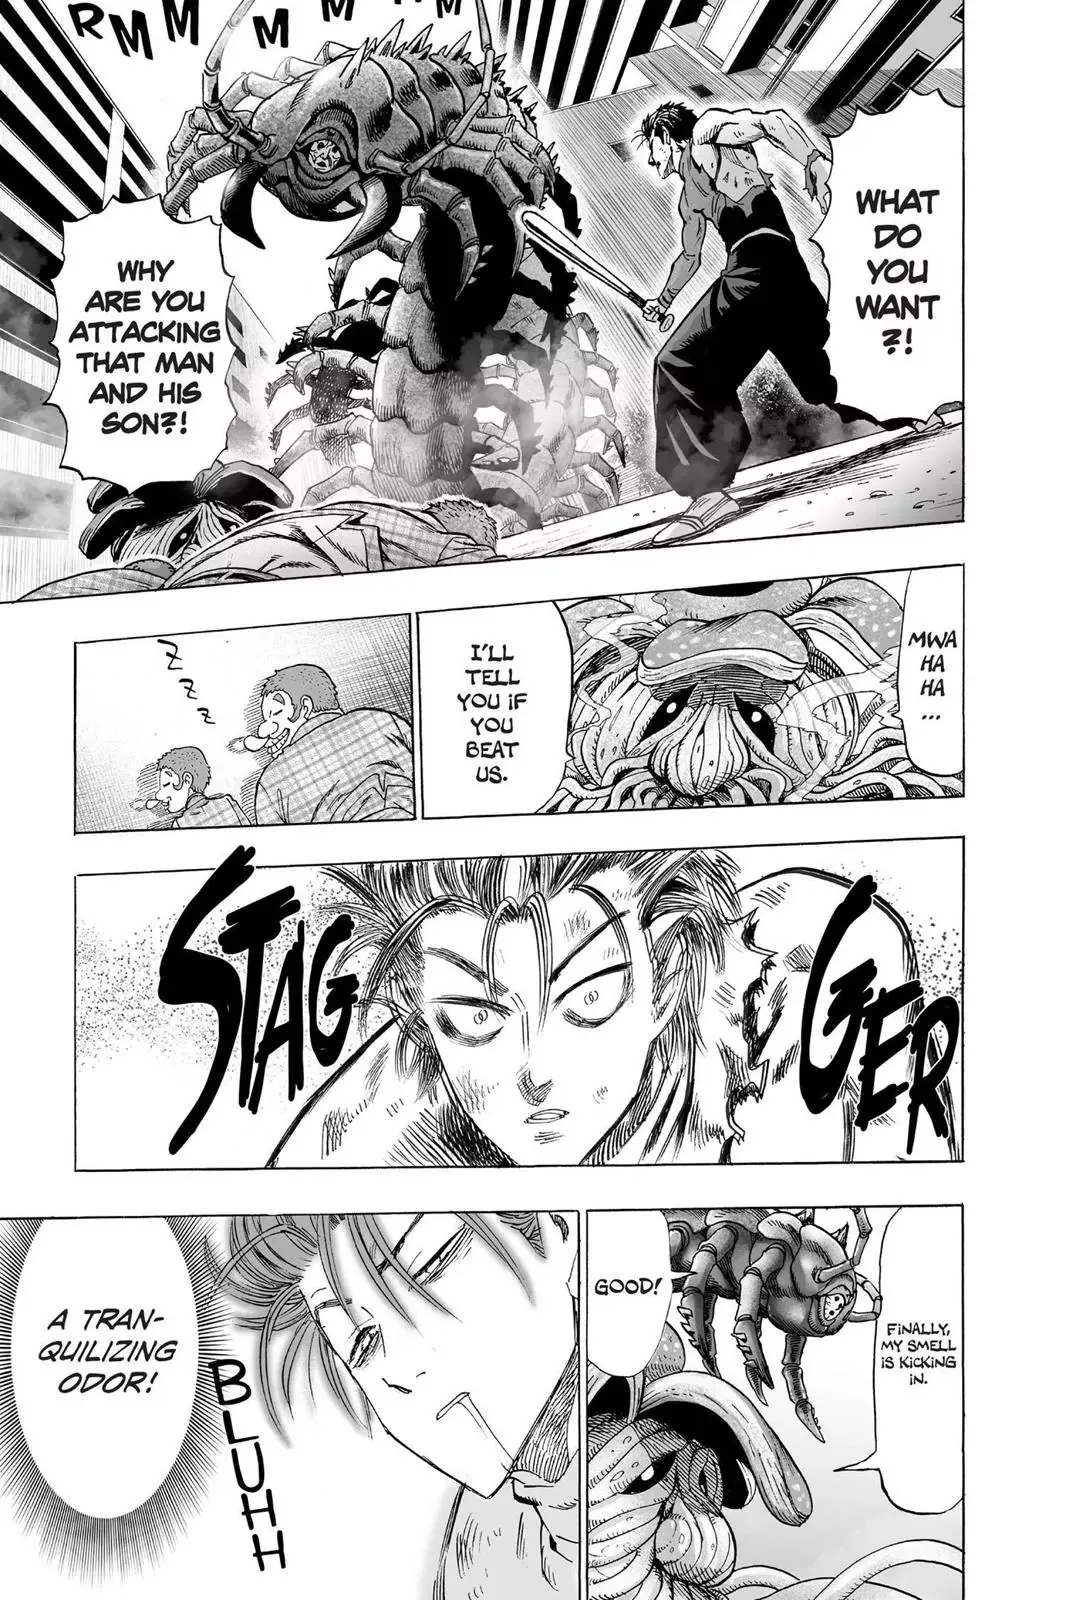 RMM M M M
WHAT
DO
YOU
WANT
?!
WHY
ARE YOU
ATTACKING
THAT MAN
AND HIS
SON?!
MWA
HA
HA
...
I'LL
TELL
YOU IF
YOU
BEAT
US.
Z
Z
Z
Z
STAG
GER
FINALLY,
MY SMELL
IS KICKING
IN.
GOOD!
BLUHH
A TRAN-
QUILIZING
ODOR!